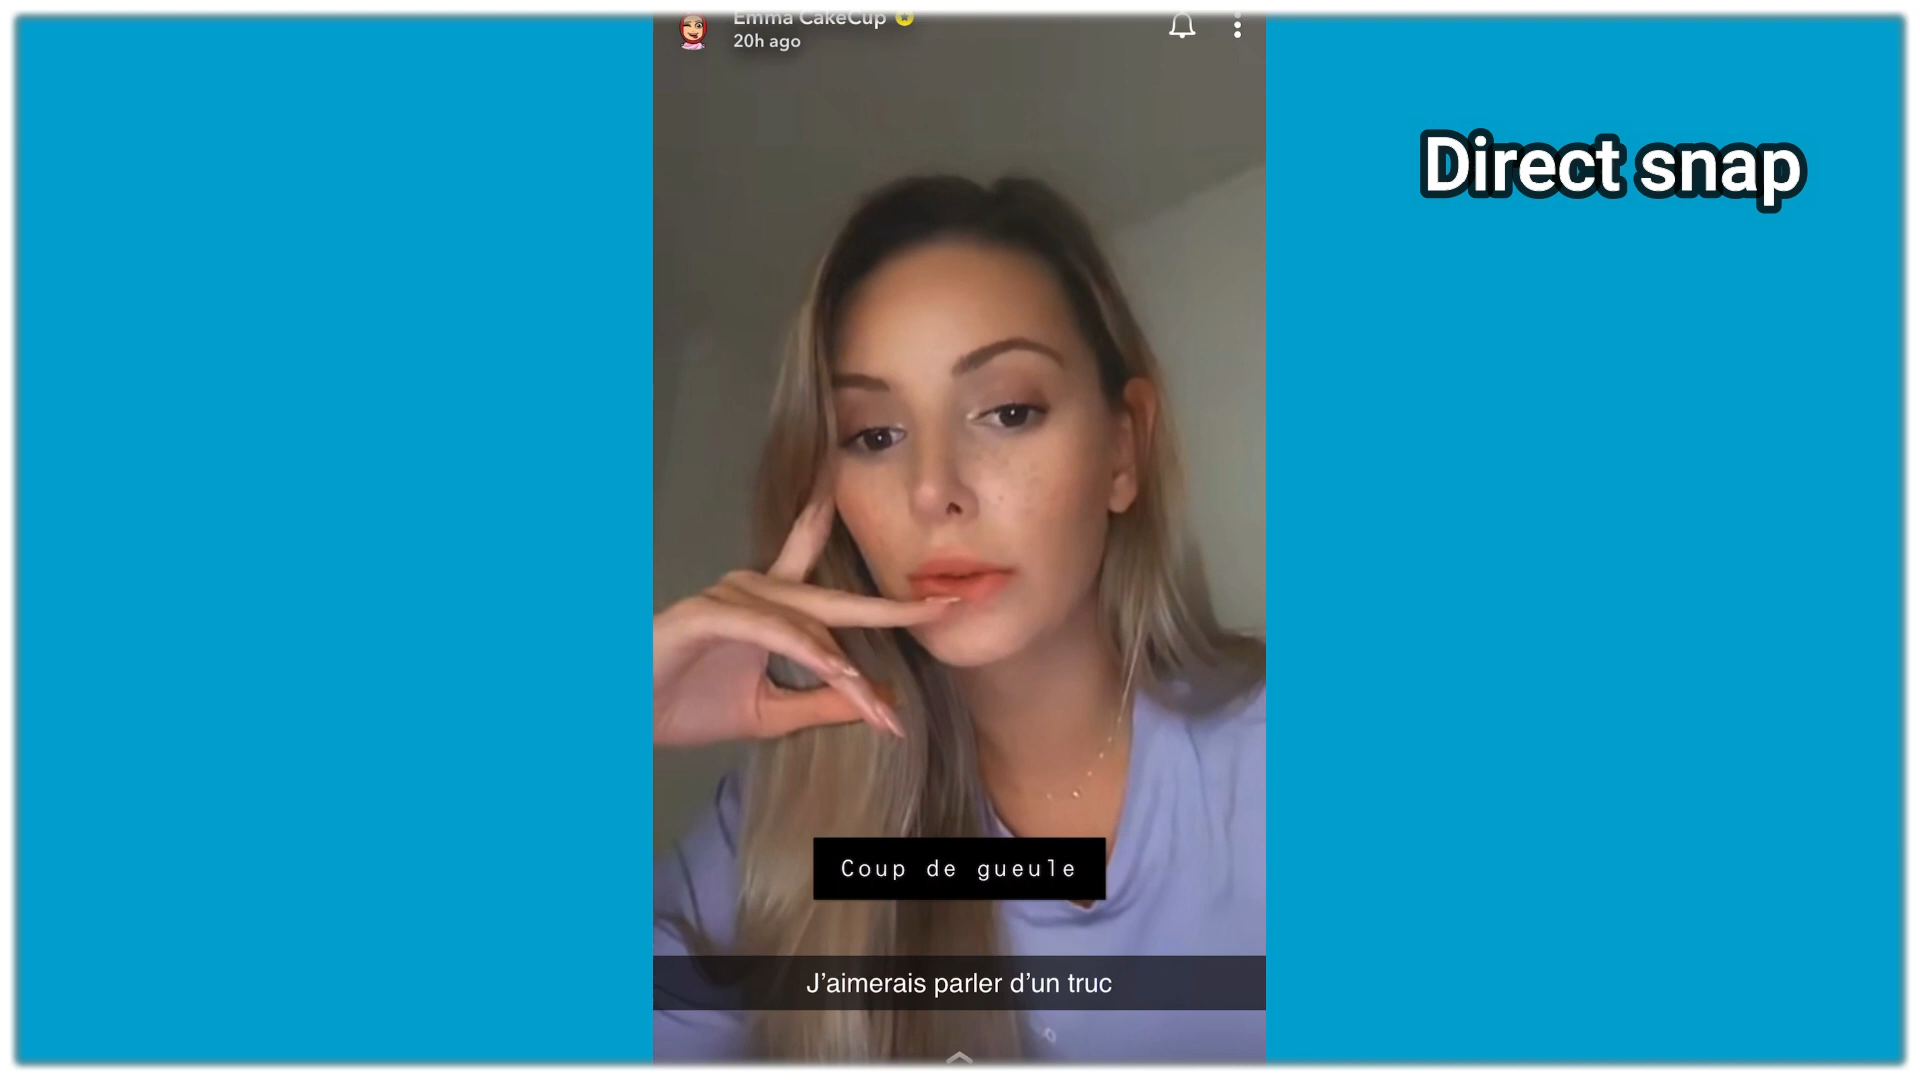 Emma CakeCup
20h ago
Direct snap
Coup de gueule
J’aimerais parler d’un truc